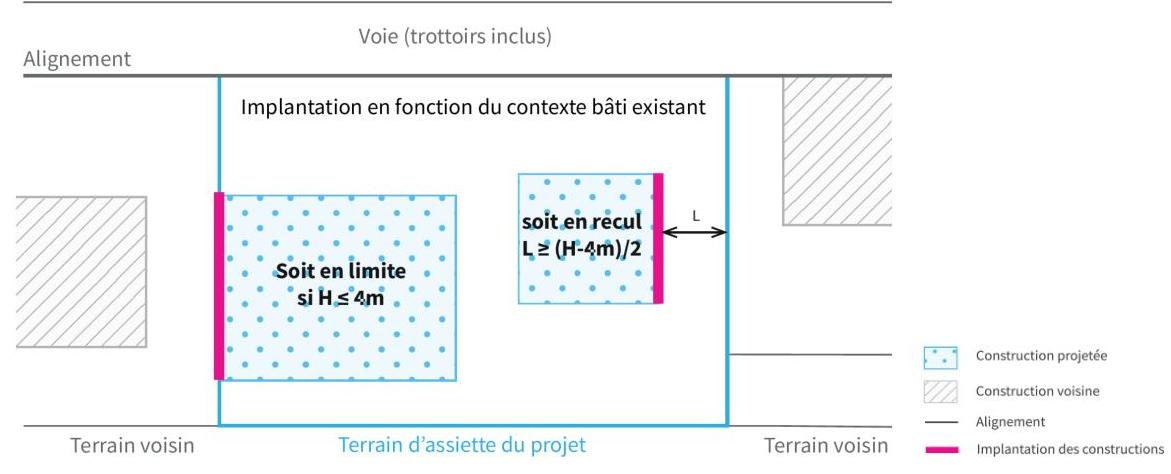 Voie (trottoirs inclus)
Alignement
Implantation en fonction du contexte bâti existant
soit en recul
L ≥ (H-4m)/2
L
Soit en limite
si H ≤ 4m
Construction projetée
Construction voisine
Alignement
Implantation des constructions
Terrain voisin
Terrain d’assiette du projet
Terrain voisin